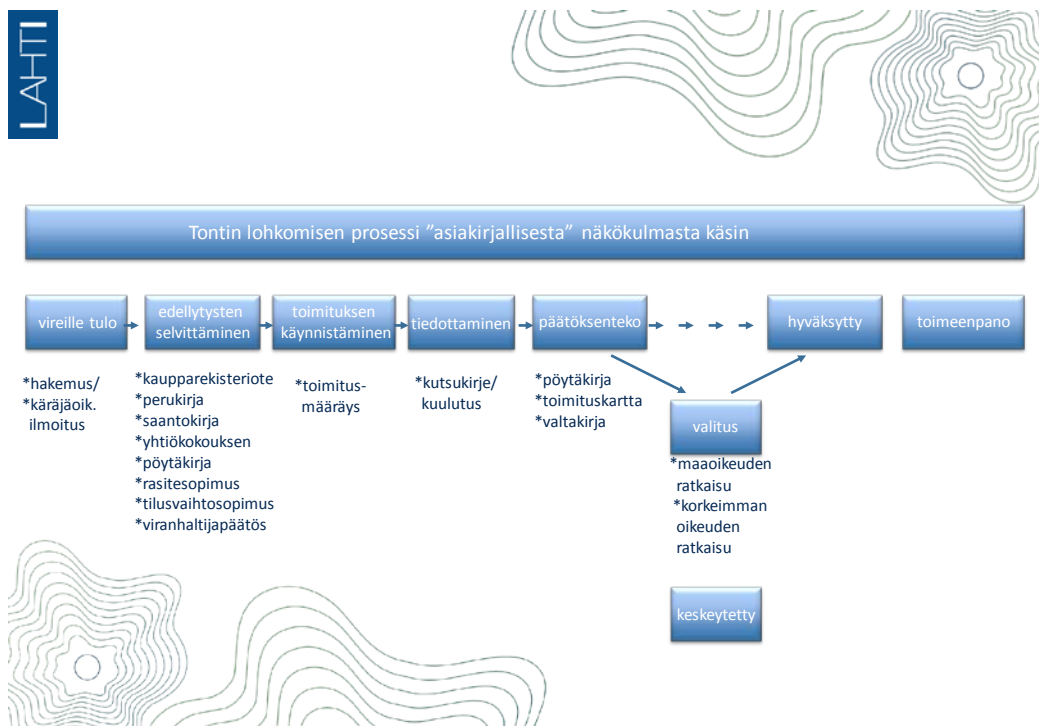 LAHTI
Tontin lohkomisen prosessi "asiakirjallisesta" näkökulmasta käsin
vireille tulo
edellytysten
selvittäminen
toimituksen
käynnistäminen
tiedottaminen
päätöksenteko
hyväksytty
toimeenpano
*hakemus/
*käräjäoik.
ilmoitus
*kaupparekisteriote
*perukirja
*saantokirja
*yhtiökokouksen
*pöytäkirja
*rasitesopimus
*tilusvaihtosopimus
*viranhaltijapäätös
*toimitus-
määräys
*kutsukirje/
kuulutus
*pöytäkirja
*toimituskartta
*valtakirja
valitus
*maaoikeuden
ratkaisu
*korkeimman
oikeuden
ratkaisu
keskeytetty